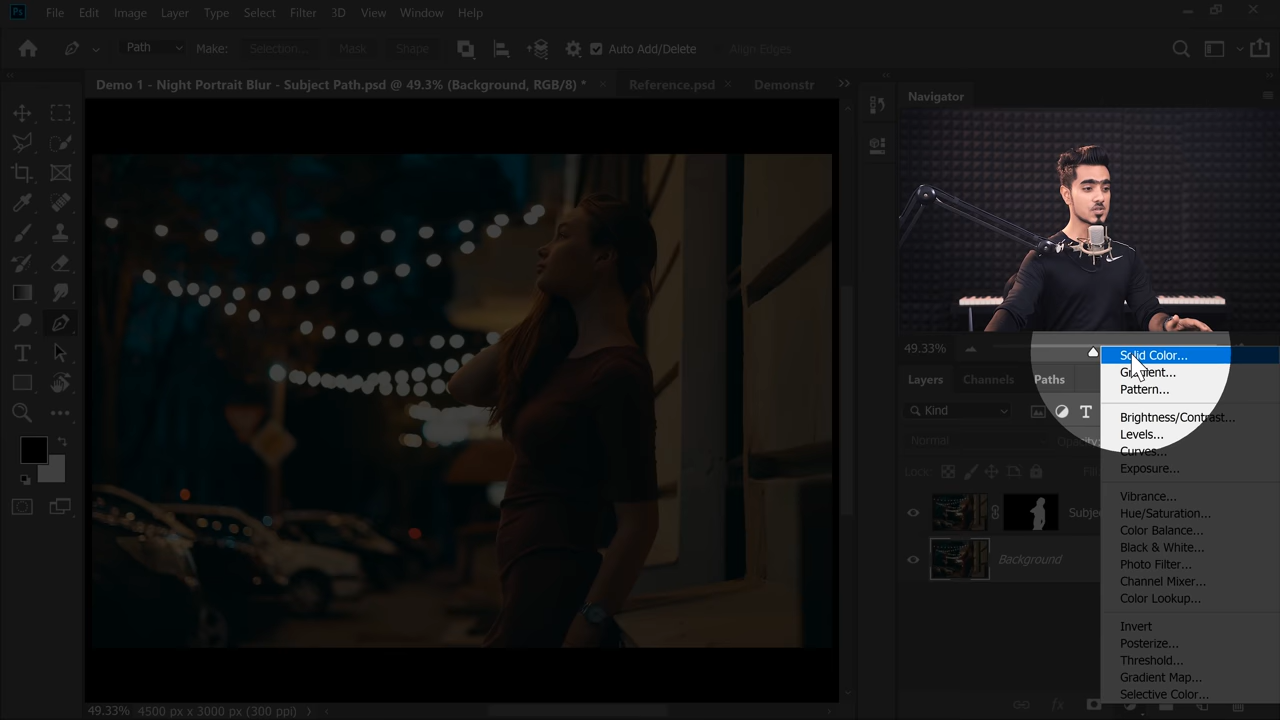 Ps File Edit Image Layer Type Select Filter 3D View Window Help
Path Make: Selection... Mask Shape Auto Add/Delete Align Edges
Demo 1 - Night Portrait Blur - Subject Path.psd @ 49.3% (Background, RGB/8) * × Reference.psd × Demonstr
Navigator
49.33%
Layers Channels Paths
Kind
Normal Opacity:
Lock: Fill
Subje
Background
Solid Color...
Gradient...
Pattern...
Brightness/Contrast...
Levels...
Curves...
Exposure...
Vibrance...
Hue/Saturation...
Color Balance...
Black & White...
Photo Filter...
Channel Mixer...
Color Lookup...
Invert
Posterize...
Threshold...
Gradient Map...
Selective Color...
fx
49.33% 4500 px x 3000 px (300 ppi)